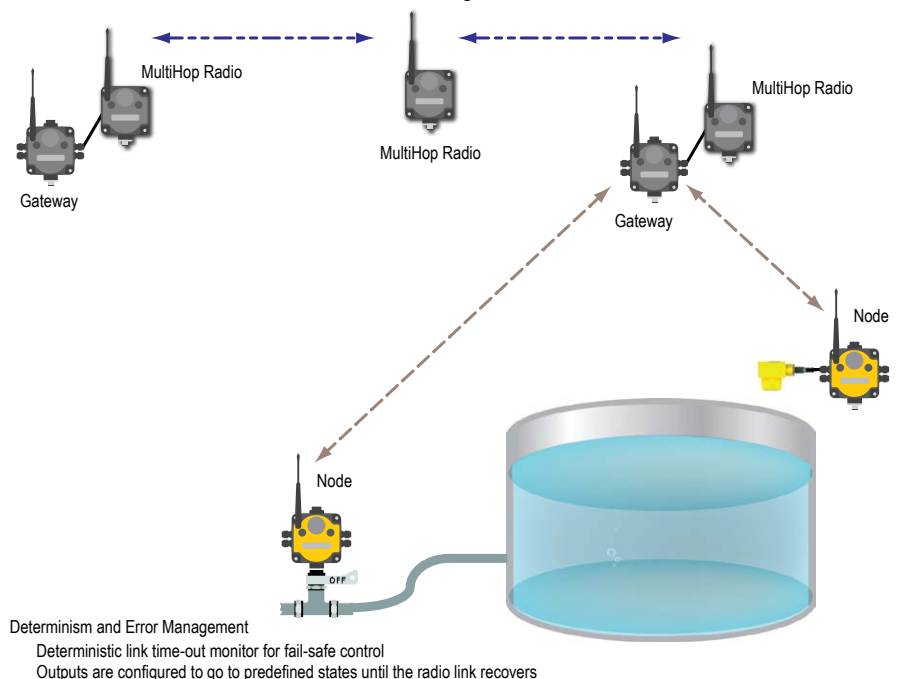 MultiHop Radio
MultiHop Radio
MultiHop Radio
Gateway
Gateway
Node
Node
OFF
Determinism and Error Management
Deterministic link time-out monitor for fail-safe control
Outputs are configured to go to predefined states until the radio link recovers